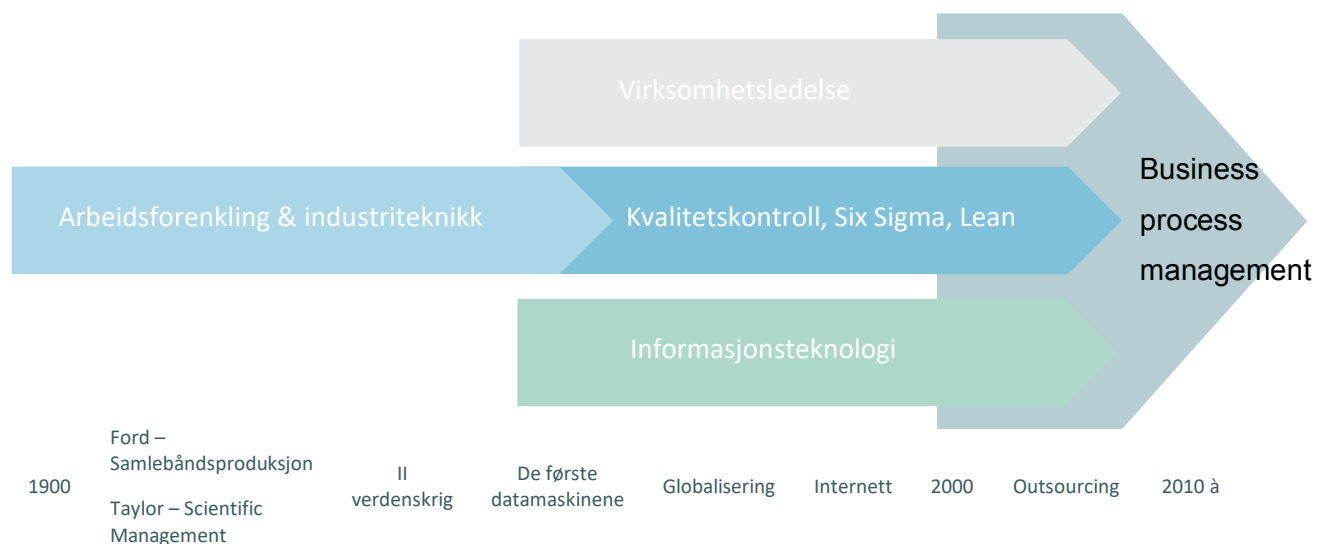 Virksomhetsledelse
Arbeidsforenkling & industriteknikk
Kvalitetskontroll, Six Sigma, Lean
Business
process
management
Informasjonsteknologi
1900
Ford –
Samlebåndsproduksjon
Taylor – Scientific
Management
II
verdenskrig
De første
datamaskinene
Globalisering
Internett
2000
Outsourcing
2010 à